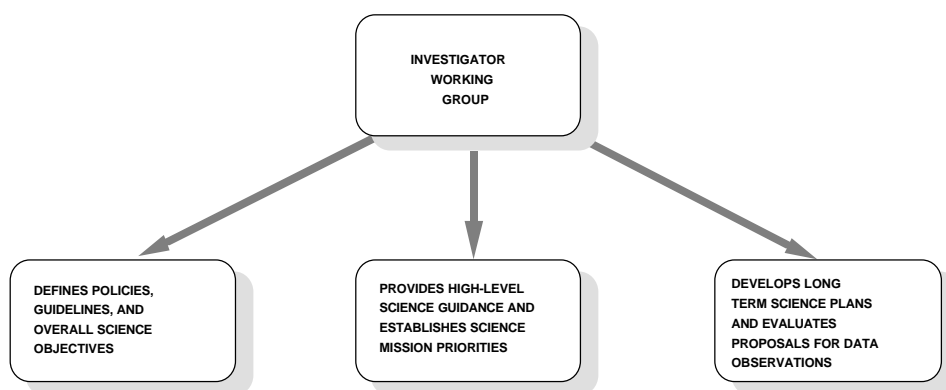 INVESTIGATOR
WORKING
GROUP
DEFINES POLICIES,
GUIDELINES, AND
OVERALL SCIENCE
OBJECTIVES
PROVIDES HIGH-LEVEL
SCIENCE GUIDANCE AND
ESTABLISHES SCIENCE
MISSION PRIORITIES
DEVELOPS LONG
TERM SCIENCE PLANS
AND EVALUATES
PROPOSALS FOR DATA
OBSERVATIONS